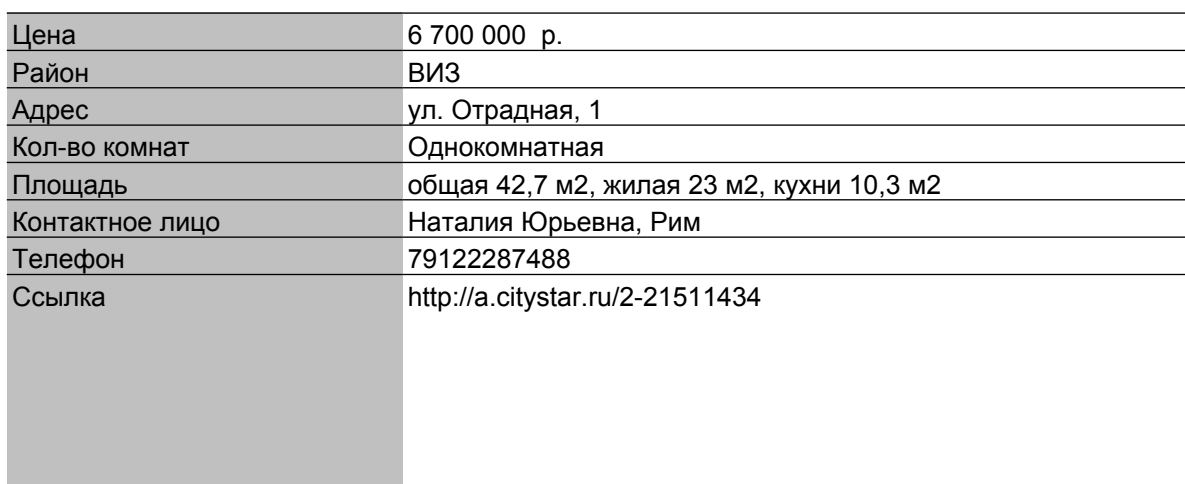 Цена 6 700 000 р.
Район ВИЗ
Адрес ул. Отрадная, 1
Кол-во комнат Однокомнатная
Площадь общая 42,7 м2, жилая 23 м2, кухни 10,3 м2
Контактное лицо Наталия Юрьевна, Рим
Телефон 79122287488
Ссылка http://a.citystar.ru/2-21511434